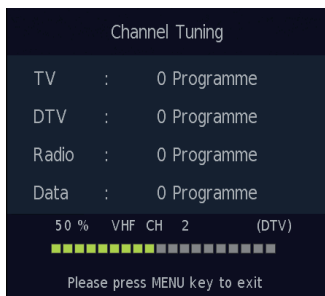 Channel Tuning
TV : 0 Programme
DTV : 0 Programme
Radio : 0 Programme
Data : 0 Programme
50 % VHF CH 2 (DTV)
Please press MENU key to exit